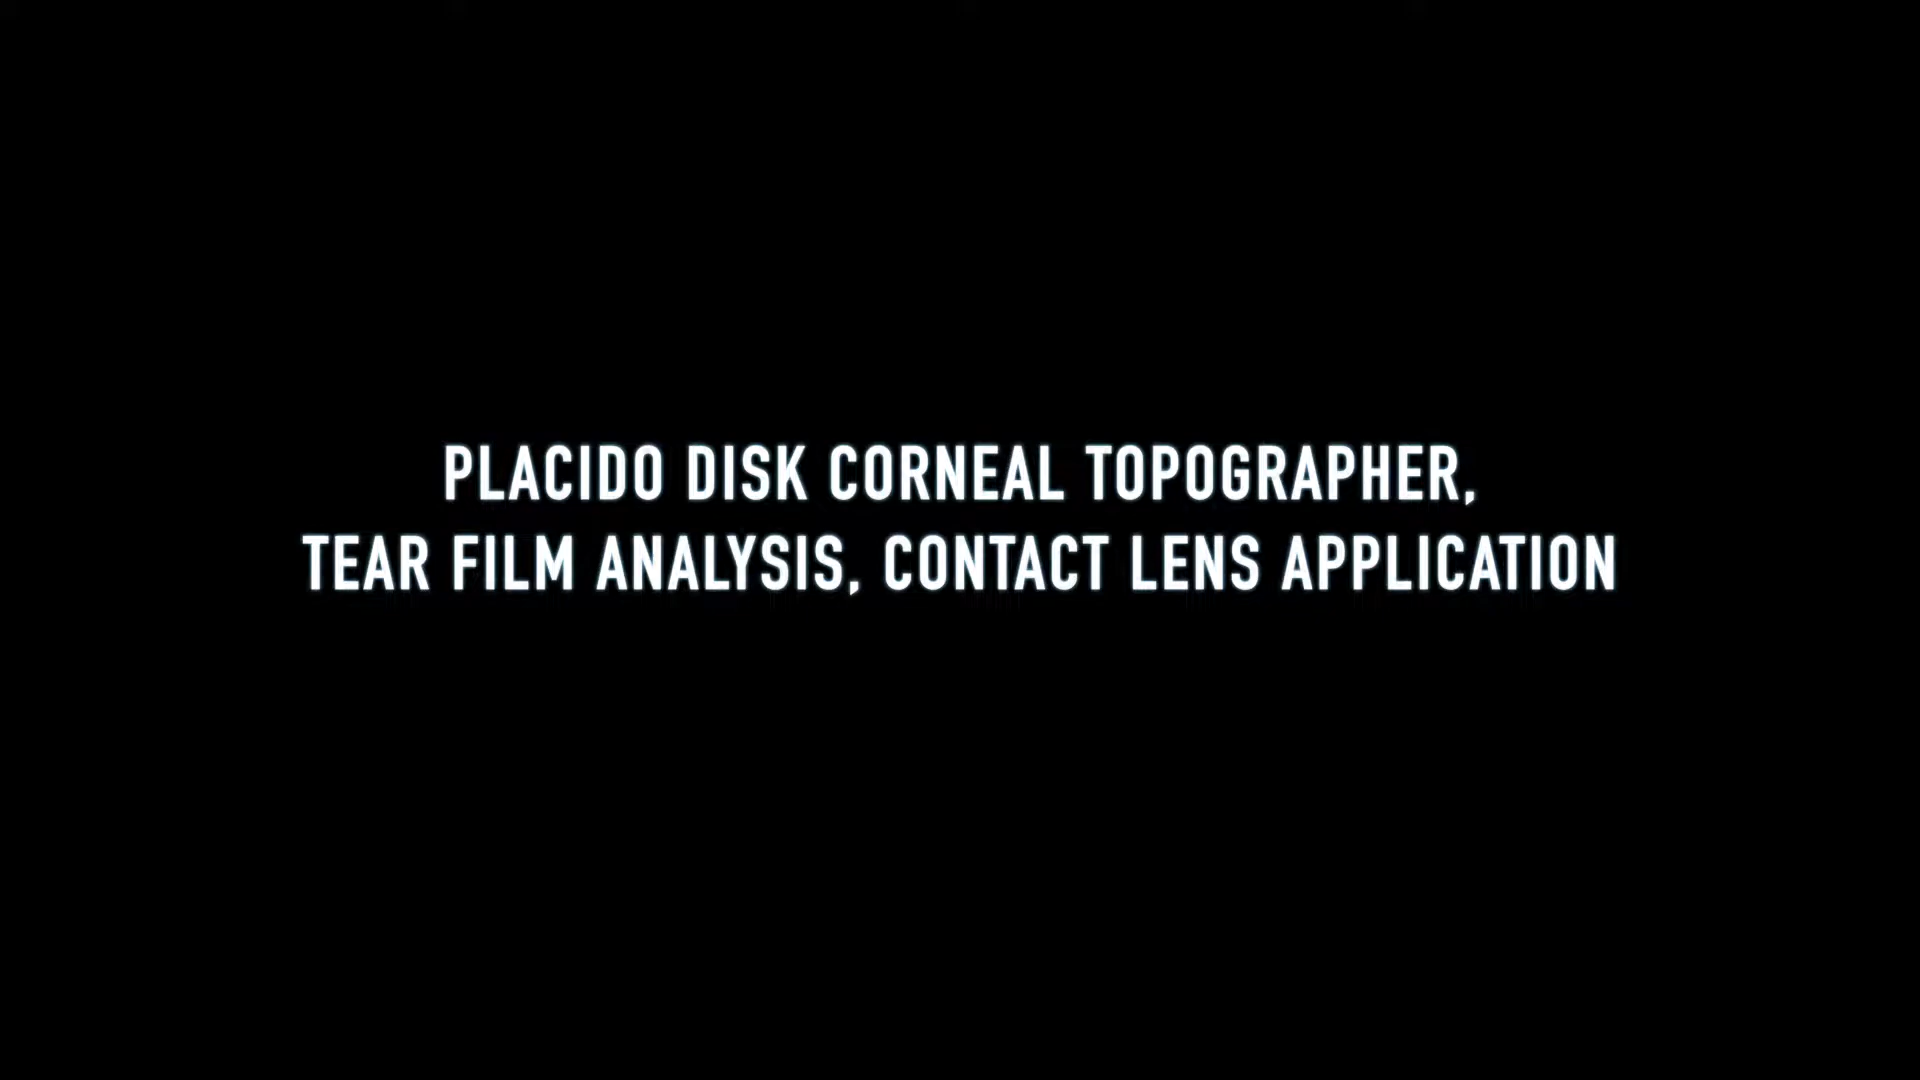 PLACIDO DISK CORNEAL TOPOGRAPHER,
TEAR FILM ANALYSIS, CONTACT LENS APPLICATION